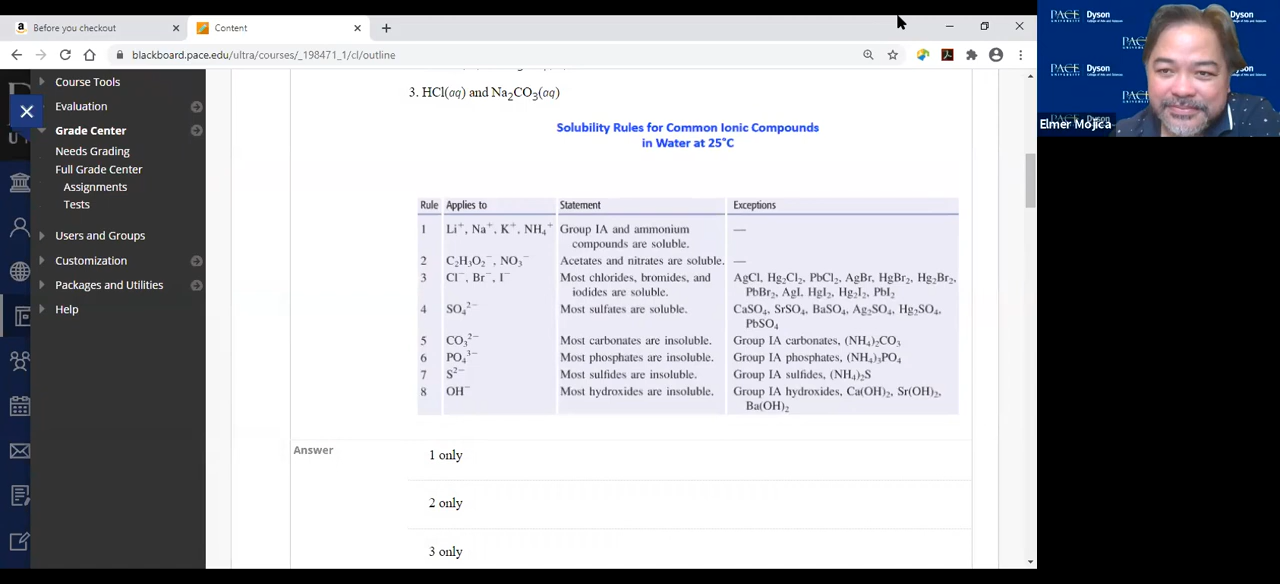 Before you checkout
Content
blackboard.pace.edu/ultra/courses/_198471_1/cl/outline
Course Tools
Evaluation
Grade Center
Needs Grading
Full Grade Center
Assignments
Tests
Users and Groups
Customization
Packages and Utilities
Help
3. HCl(aq) and Na₂CO₃(aq)
Solubility Rules for Common Ionic Compounds
in Water at 25°C
Rule Applies to Statement Exceptions
1 Li⁺, Na⁺, K⁺, NH₄⁺ Group IA and ammonium —
compounds are soluble.
2 C₂H₃O₂⁻, NO₃⁻ Acetates and nitrates are soluble. —
3 Cl⁻, Br⁻, I⁻ Most chlorides, bromides, and AgCl, Hg₂Cl₂, PbCl₂, AgBr, HgBr₂, Hg₂Br₂,
iodides are soluble. PbBr₂, AgI, HgI₂, Hg₂I₂, PbI₂
4 SO₄²⁻ Most sulfates are soluble. CaSO₄, SrSO₄, BaSO₄, Ag₂SO₄, Hg₂SO₄,
PbSO₄
5 CO₃²⁻ Most carbonates are insoluble. Group IA carbonates, (NH₄)₂CO₃
6 PO₄³⁻ Most phosphates are insoluble. Group IA phosphates, (NH₄)₃PO₄
7 S²⁻ Most sulfides are insoluble. Group IA sulfides, (NH₄)₂S
8 OH⁻ Most hydroxides are insoluble. Group IA hydroxides, Ca(OH)₂, Sr(OH)₂,
Ba(OH)₂
Answer
1 only
2 only
3 only
PACE Dyson
UNIVERSITY
Dyson
PACE Dyson
Elmer Mojica